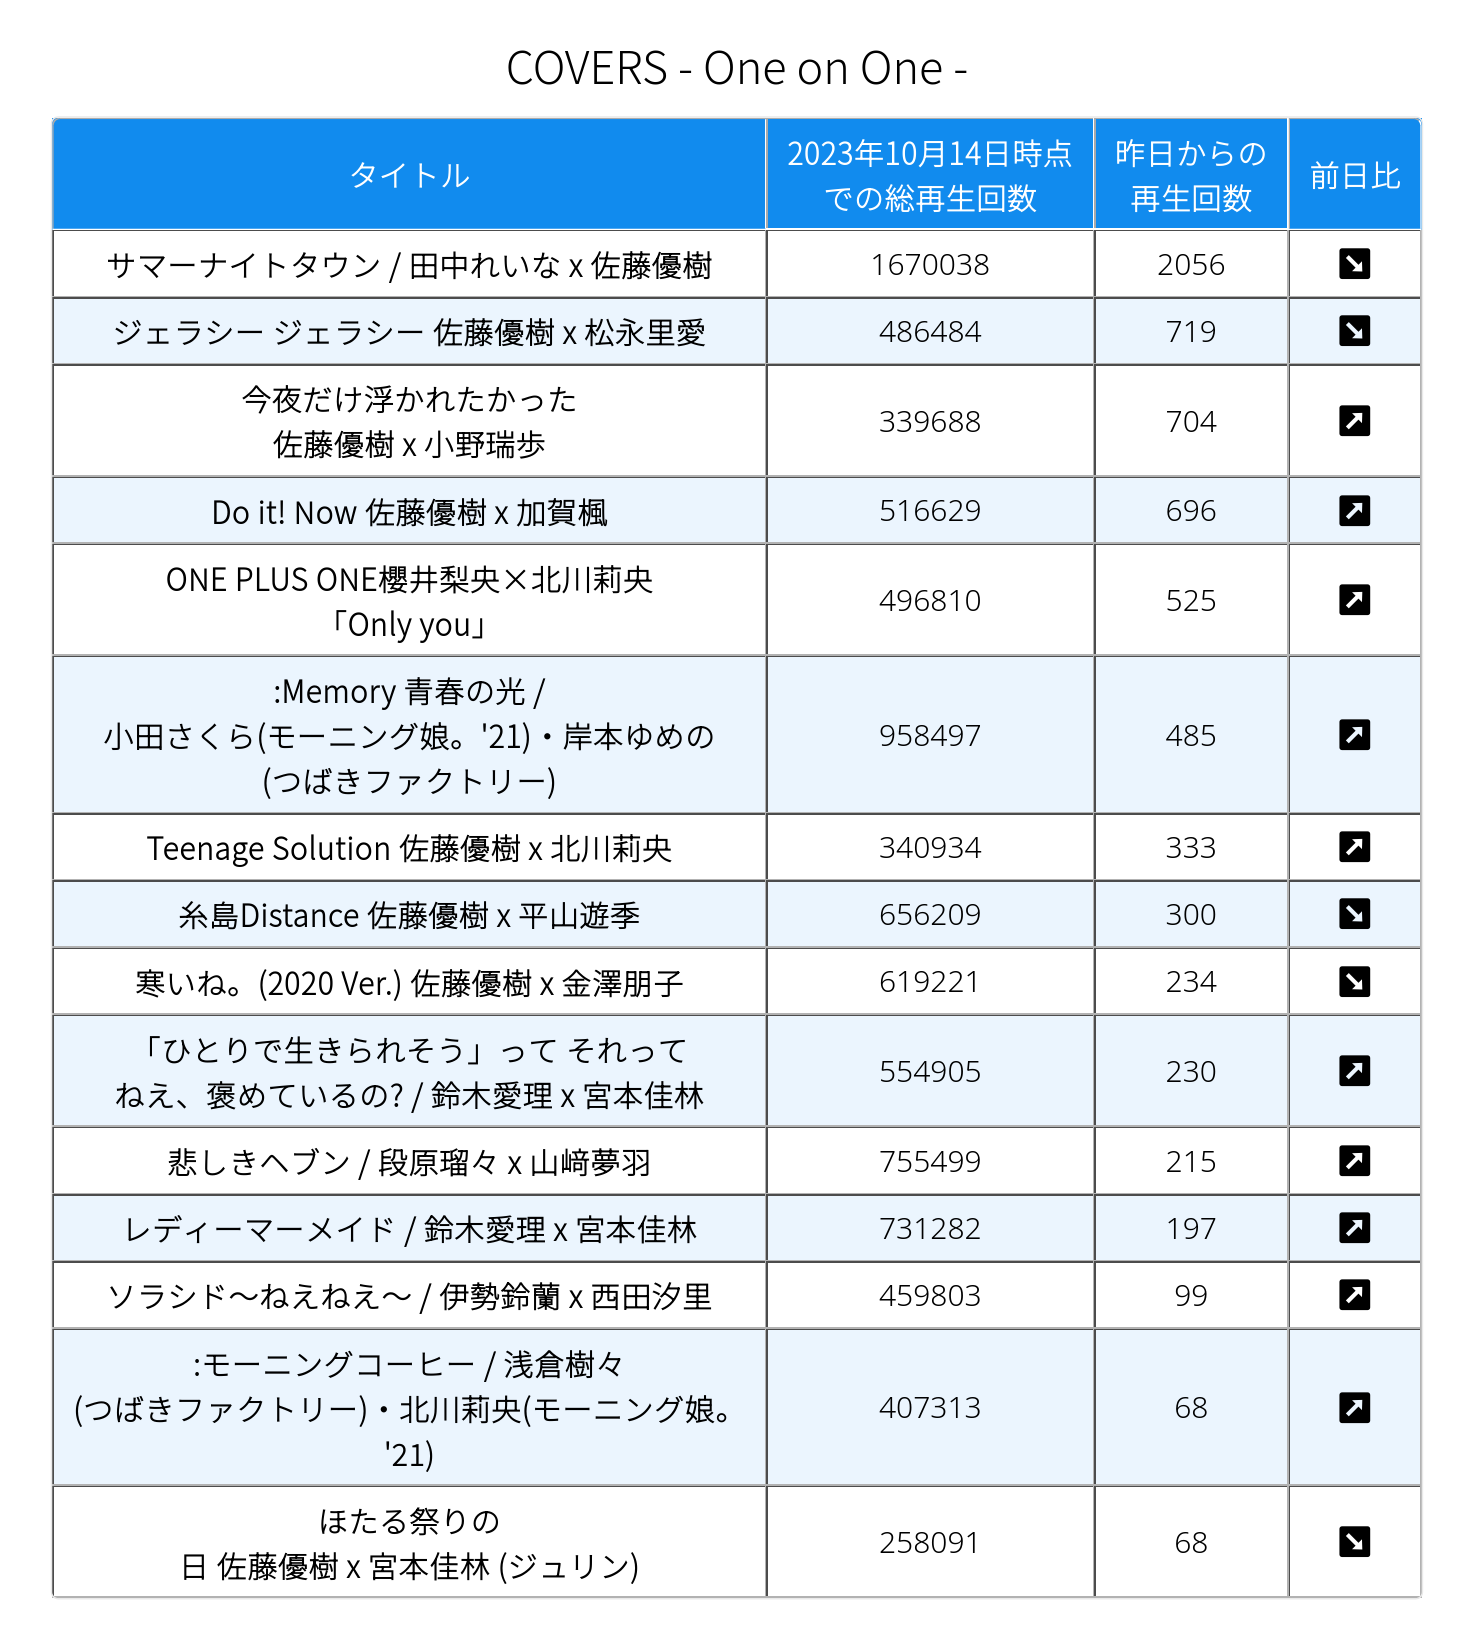 COVERS - One on One -
タイトル
2023年10月14日時点
での総再生回数
昨日からの
再生回数
前日比
サマーナイトタウン / 田中れいな x 佐藤優樹
1670038
2056
ジェラシー ジェラシー 佐藤優樹 x 松永里愛
486484
719
今夜だけ浮かれたかった
佐藤優樹 x 小野瑞歩
339688
704
Do it! Now 佐藤優樹 x 加賀楓
516629
696
ONE PLUS ONE櫻井梨央×北川莉央
「Only you」
496810
525
:Memory 青春の光 /
小田さくら(モーニング娘。'21)・岸本ゆめの
(つばきファクトリー)
958497
485
Teenage Solution 佐藤優樹 x 北川莉央
340934
333
糸島Distance 佐藤優樹 x 平山遊季
656209
300
寒いね。(2020 Ver.) 佐藤優樹 x 金澤朋子
619221
234
「ひとりで生きられそう」って それって
ねえ、褒めているの? / 鈴木愛理 x 宮本佳林
554905
230
悲しきヘブン / 段原瑠々 x 山﨑夢羽
755499
215
レディーマーメイド / 鈴木愛理 x 宮本佳林
731282
197
ソラシド〜ねえねえ〜 / 伊勢鈴蘭 x 西田汐里
459803
99
:モーニングコーヒー / 浅倉樹々
(つばきファクトリー)・北川莉央(モーニング娘。
'21)
407313
68
ほたる祭りの
日 佐藤優樹 x 宮本佳林 (ジュリン)
258091
68